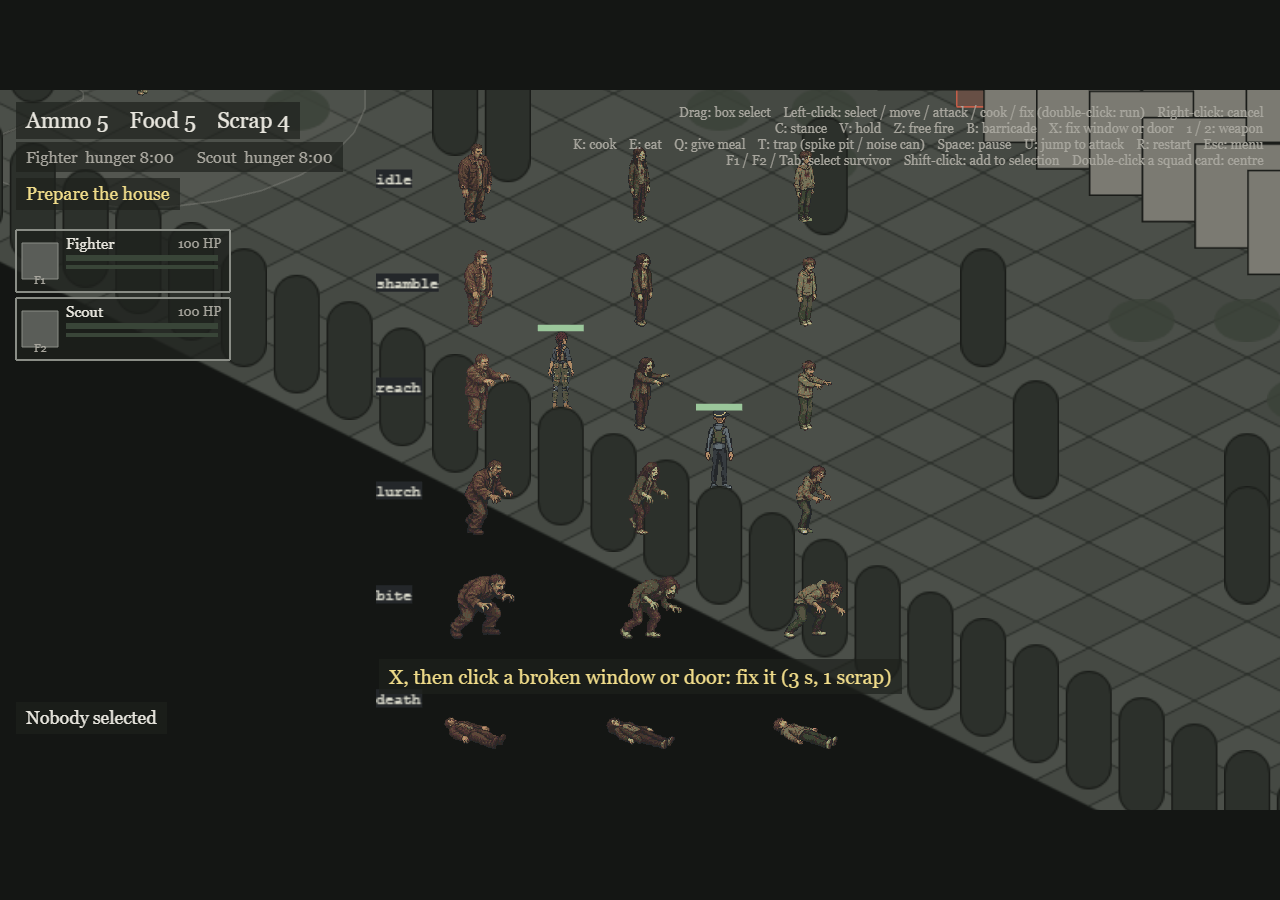 Ammo 5 Food 5 Scrap 4
Drag: box select Left-click: select / move / attack / cook / fix (double-click: run) Right-click: cancel
C: stance V: hold Z: free fire B: barricade X: fix window or door 1 / 2: weapon
K: cook E: eat Q: give meal T: trap (spike pit / noise can) Space: pause U: jump to attack R: restart Esc: menu
F1 / F2 / Tab: select survivor Shift-click: add to selection Double-click a squad card: centre
Fighter hunger 8:00 Scout hunger 8:00
Prepare the house
Fighter 100 HP
F1
Scout 100 HP
F2
idle
shamble
reach
lurch
bite
X, then click a broken window or door: fix it (3 s, 1 scrap)
death
Nobody selected